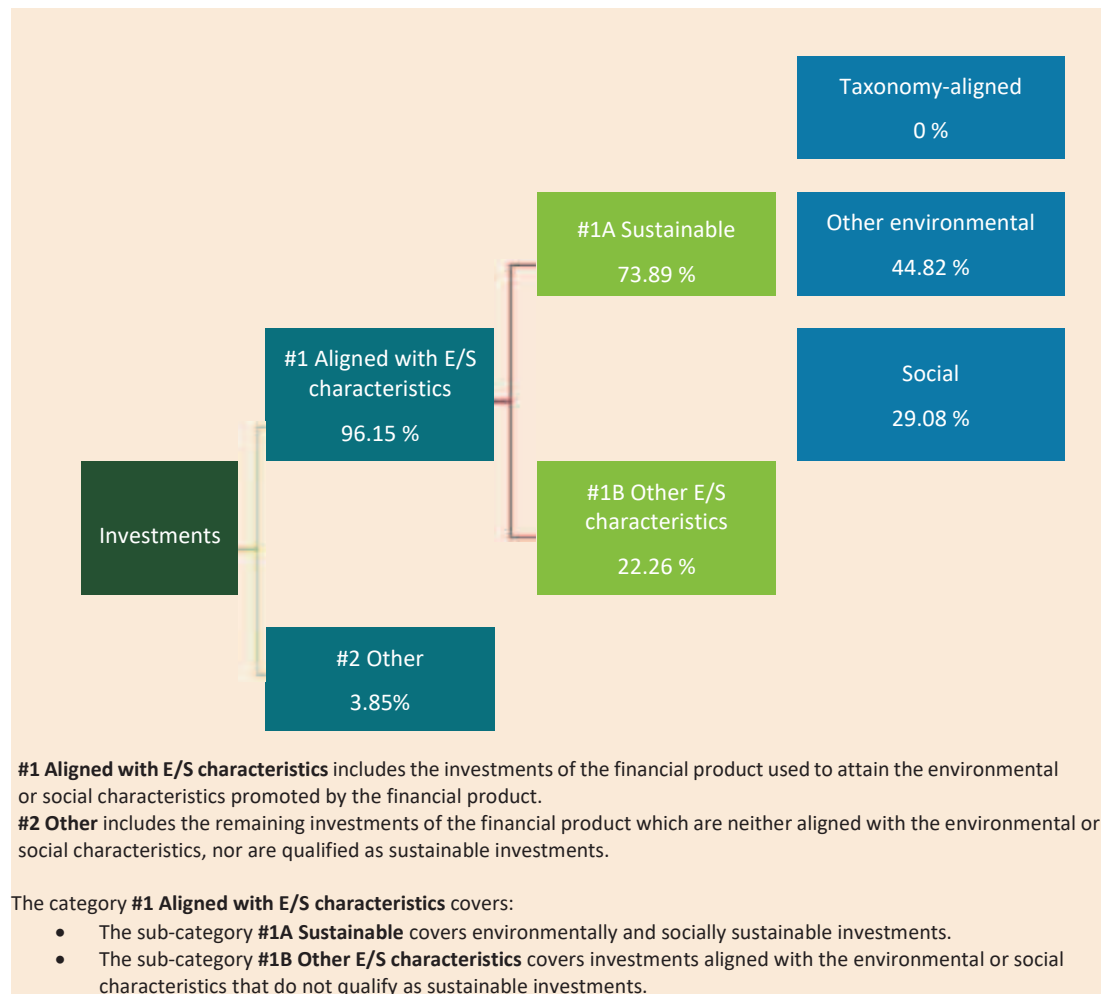 Taxonomy-aligned
0 %
#1A Sustainable
73.89 %
Other environmental
44.82 %
#1 Aligned with E/S
characteristics
96.15 %
Social
29.08 %
Investments
#1B Other E/S
characteristics
22.26 %
#2 Other
3.85%
#1 Aligned with E/S characteristics includes the investments of the financial product used to attain the environmental
or social characteristics promoted by the financial product.
#2 Other includes the remaining investments of the financial product which are neither aligned with the environmental or
social characteristics, nor are qualified as sustainable investments.
The category #1 Aligned with E/S characteristics covers:
• The sub-category #1A Sustainable covers environmentally and socially sustainable investments.
• The sub-category #1B Other E/S characteristics covers investments aligned with the environmental or social
characteristics that do not qualify as sustainable investments.